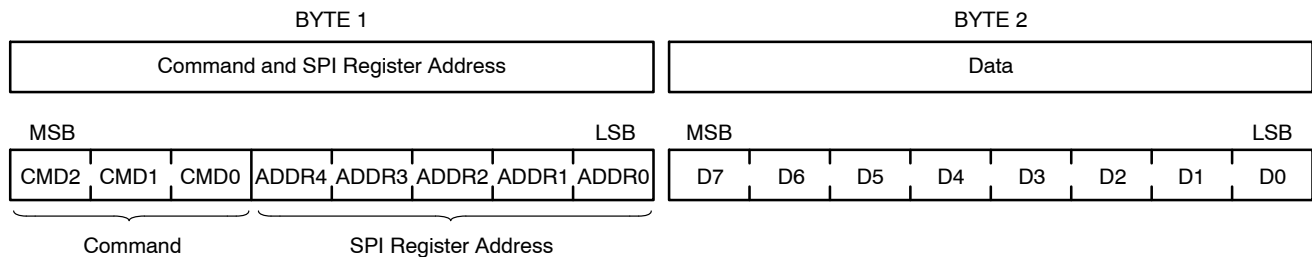 BYTE 1 BYTE 2
Command and SPI Register Address Data
MSB LSB MSB LSB
CMD2 CMD1 CMD0 ADDR4 ADDR3 ADDR2 ADDR1 ADDR0 D7 D6 D5 D4 D3 D2 D1 D0
Command SPI Register Address